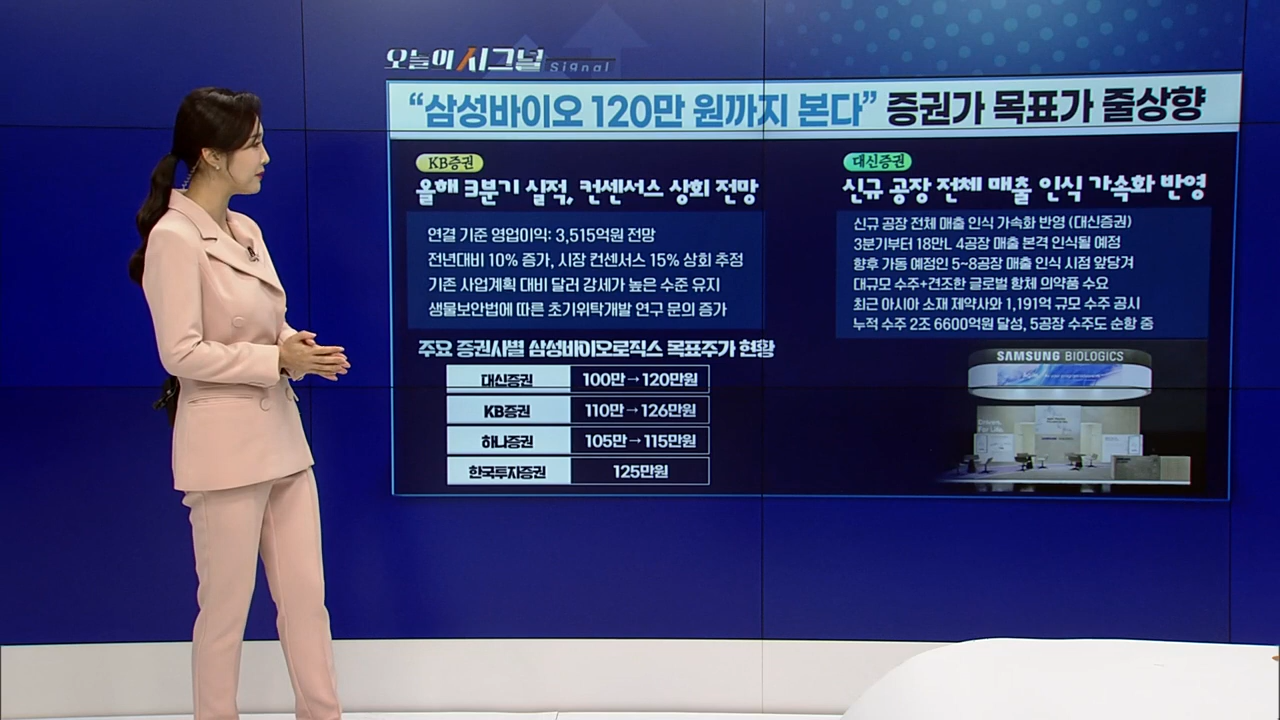 오늘의 시그널
Signal
“삼성바이오 120만 원까지 본다” 증권가 목표가 줄상향
KB증권
올해 3분기 실적, 컨센서스 상회 전망
연결 기준 영업이익: 3,515억원 전망
전년대비 10% 증가, 시장 컨센서스 15% 상회 추정
기존 사업계획 대비 달러 강세가 높은 수준 유지
생물보안법에 따른 초기위탁개발 연구 문의 증가
주요 증권사별 삼성바이오로직스 목표주가 현황
대신증권 100만→120만원
KB증권 110만→126만원
하나증권 105만→115만원
한국투자증권 125만원
대신증권
신규 공장 전체 매출 인식 가속화 반영
신규 공장 전체 매출 인식 가속화 반영 (대신증권)
3분기부터 18만L 4공장 매출 본격 인식될 예정
향후 가동 예정인 5~8공장 매출 인식 시점 앞당겨
대규모 수주+견조한 글로벌 항체 의약품 수요
최근 아시아 소재 제약사와 1,191억 규모 수주 공시
누적 수주 2조 6600억원 달성, 5공장 수주도 순항 중
SAMSUNG BIOLOGICS
For Life.